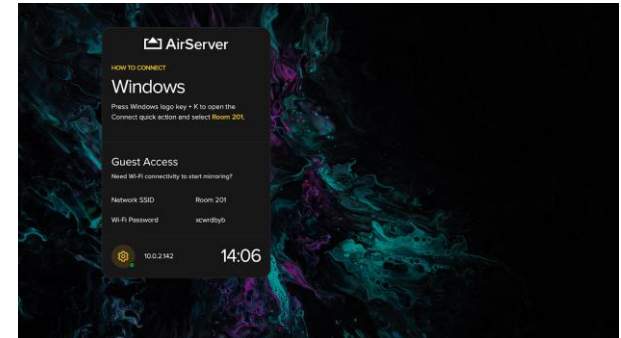 AirServer
HOW TO CONNECT
Windows
Press Windows logo key + K to open the
Connect quick action and select Room 201.
Guest Access
Need Wi-Fi connectivity to start mirroring?
Network SSID Room 201
Wi-Fi Password xcwrdbyb
10.0.2.142 14:06